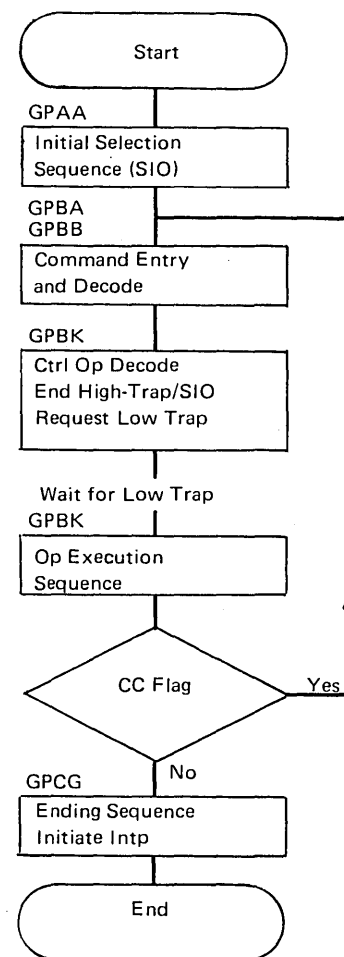 Start
GPAA
Initial Selection
Sequence (SIO)
GPBA
GPBB
Command Entry
and Decode
GPBK
Ctrl Op Decode
End High-Trap/SIO
Request Low Trap
Wait for Low Trap
GPBK
Op Execution
Sequence
CC Flag
Yes
No
GPCG
Ending Sequence
Initiate Intp
End